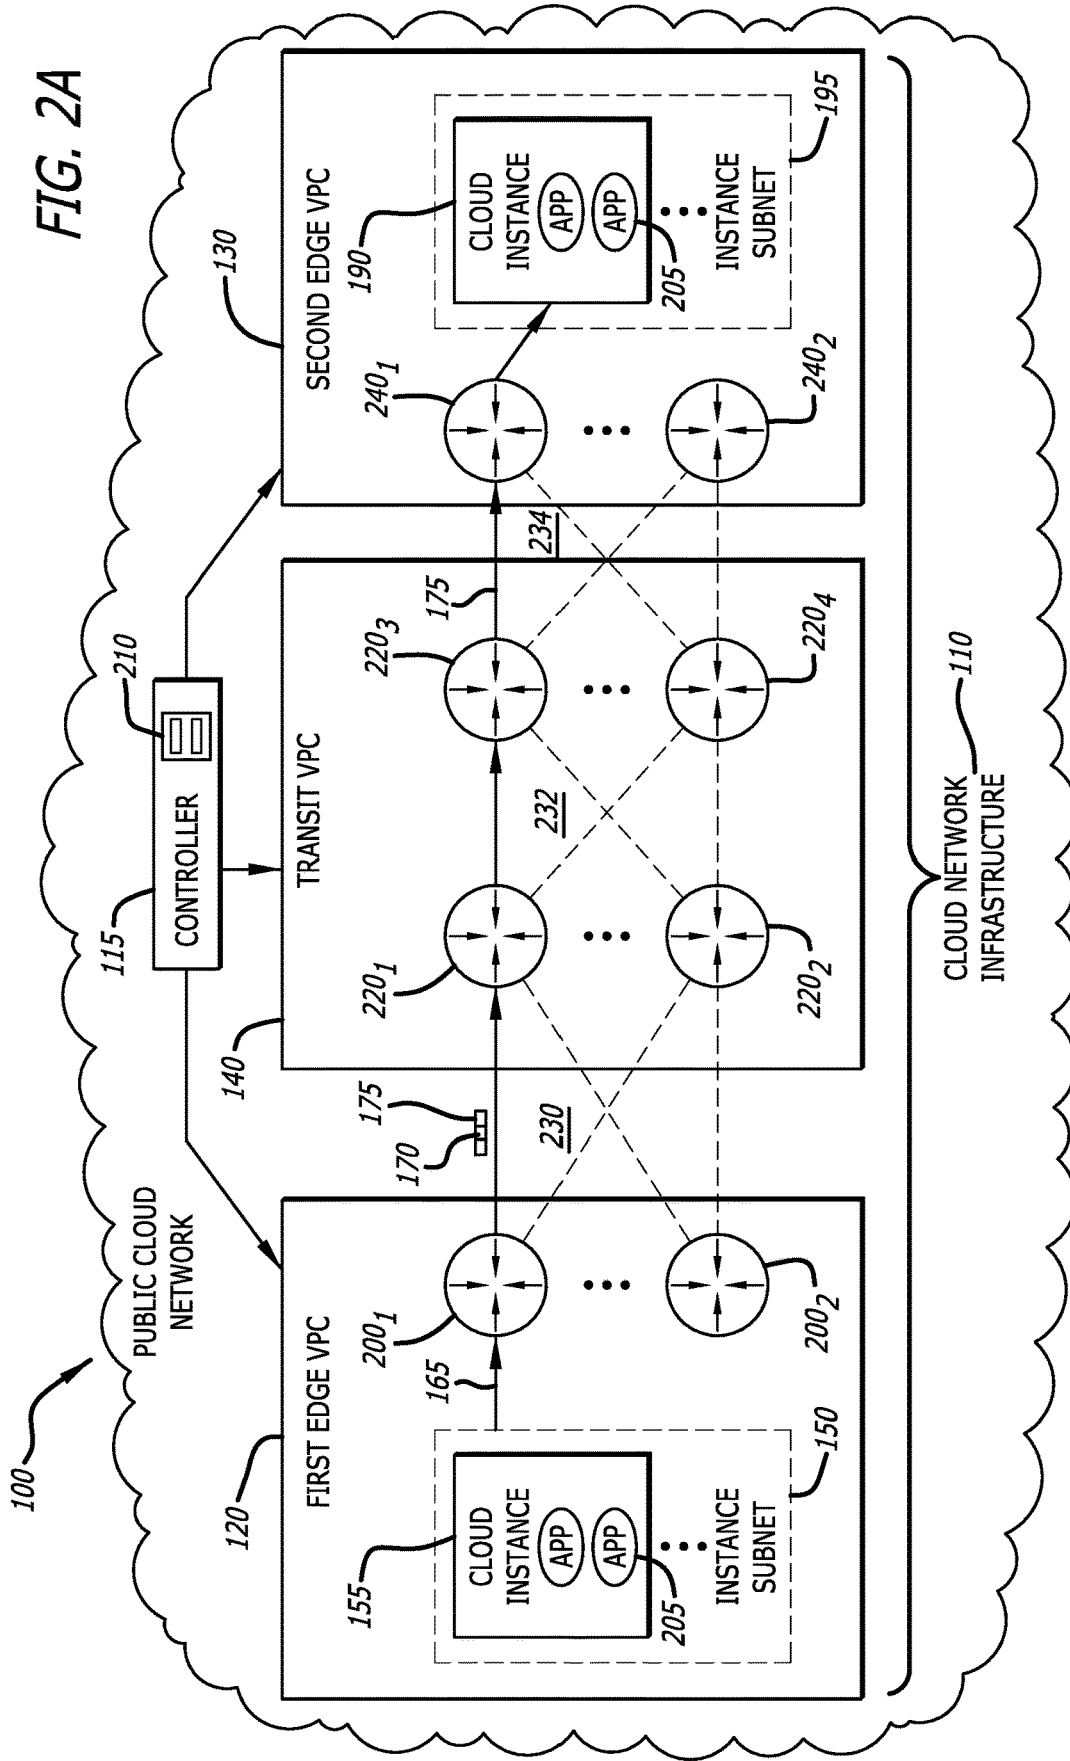 FIG. 2A
100
PUBLIC CLOUD
NETWORK
115
CONTROLLER
210
120
FIRST EDGE VPC
140
TRANSIT VPC
130
SECOND EDGE VPC
155
CLOUD
INSTANCE
APP
APP
205
INSTANCE
SUBNET
150
165
200₁
200₂
170
175
230
220₁
220₂
232
220₃
220₄
175
234
240₁
240₂
190
CLOUD
INSTANCE
APP
APP
205
INSTANCE
SUBNET
195
CLOUD NETWORK
INFRASTRUCTURE
110